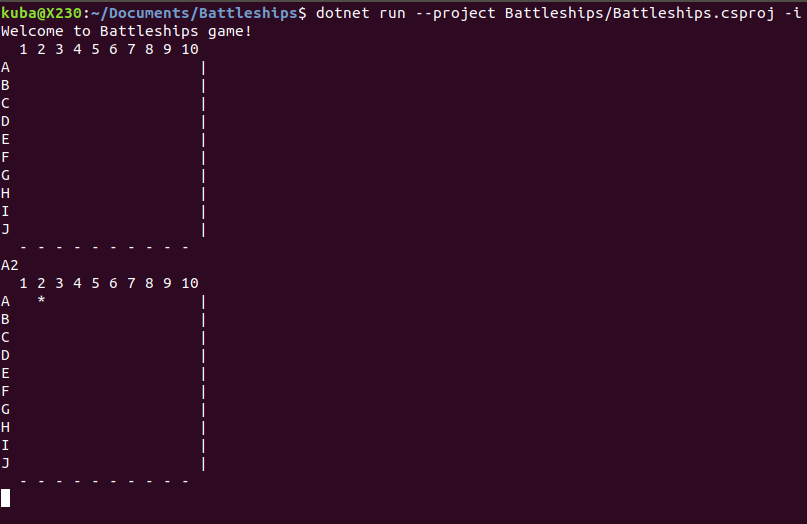 kuba@X230:~/Documents/Battleships$ dotnet run --project Battleships/Battleships.csproj -i
Welcome to Battleships game!
  1 2 3 4 5 6 7 8 9 10
A                     |
B                     |
C                     |
D                     |
E                     |
F                     |
G                     |
H                     |
I                     |
J                     |
  - - - - - - - - - -
A2
  1 2 3 4 5 6 7 8 9 10
A   *                 |
B                     |
C                     |
D                     |
E                     |
F                     |
G                     |
H                     |
I                     |
J                     |
  - - - - - - - - - -